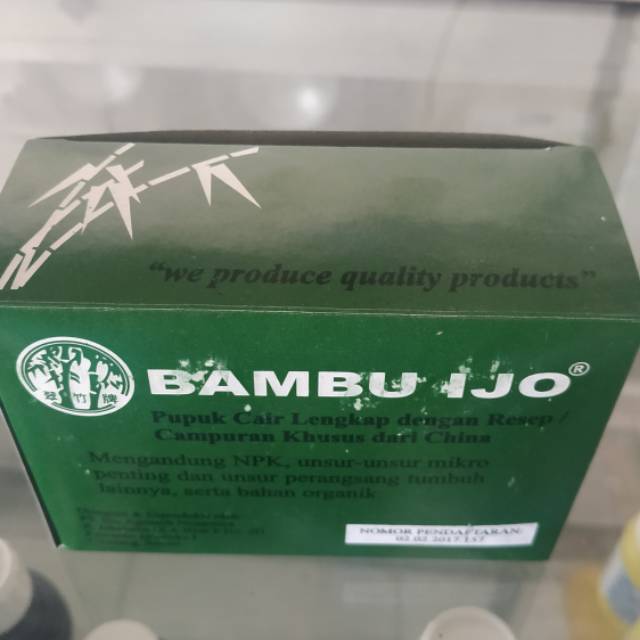 "we produce quality products"
BAMBU IJO®
Pupuk Cair Lengkap dengan Resep /
Campuran Khusus dari China
Mengandung NPK, unsur-unsur mikro
penting dan unsur perangsang tumbuh
lainnya, serta bahan organik
NOMOR PENDAFTARAN: